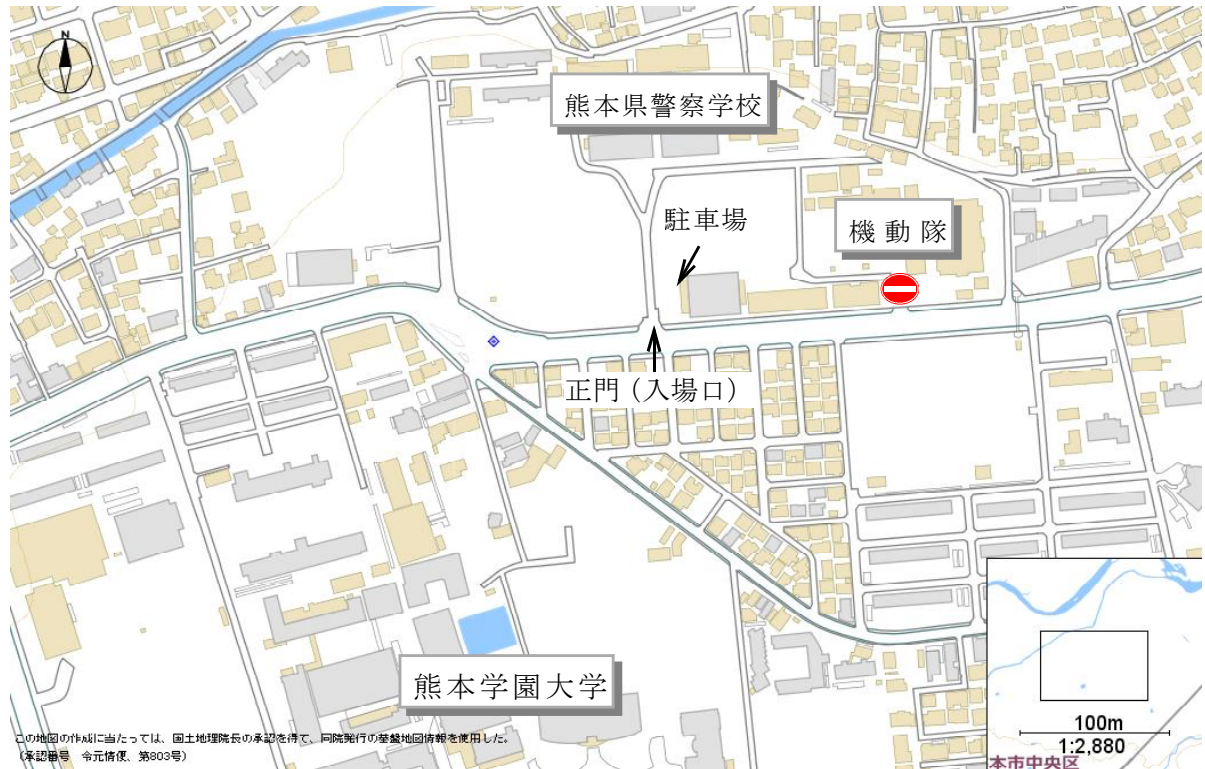 N
熊本県警察学校
駐車場
機動隊
正門(入場口)
熊本学園大学
この地図の作成に当たっては、国土地理院長の承認を得て、同院発行の基盤地図情報を使用した。
(承認番号 令元情使、第803号)
100m
1:2,880
本市中央区